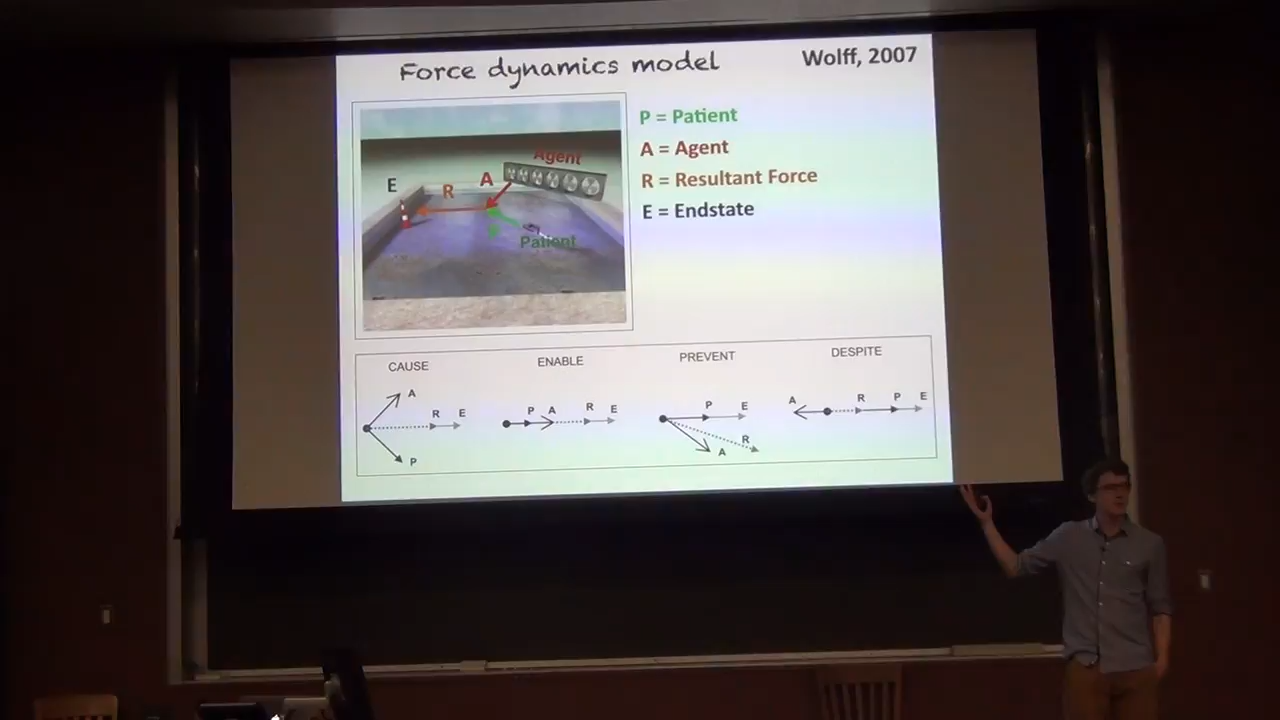 Force dynamics model
Wolff, 2007
P = Patient
A = Agent
R = Resultant Force
E = Endstate
Agent
E
R
A
Patient
CAUSE
ENABLE
PREVENT
DESPITE
A
R E
P
P A R E
P E
R
A
A R P E